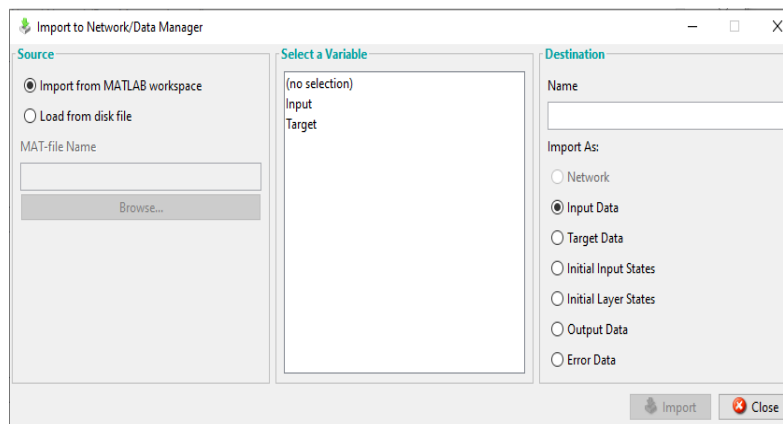 Import to Network/Data Manager
Source
Import from MATLAB workspace
Load from disk file
MAT-file Name
Browse...
Select a Variable
(no selection)
Input
Target
Destination
Name
Import As:
Network
Input Data
Target Data
Initial Input States
Initial Layer States
Output Data
Error Data
Import
Close